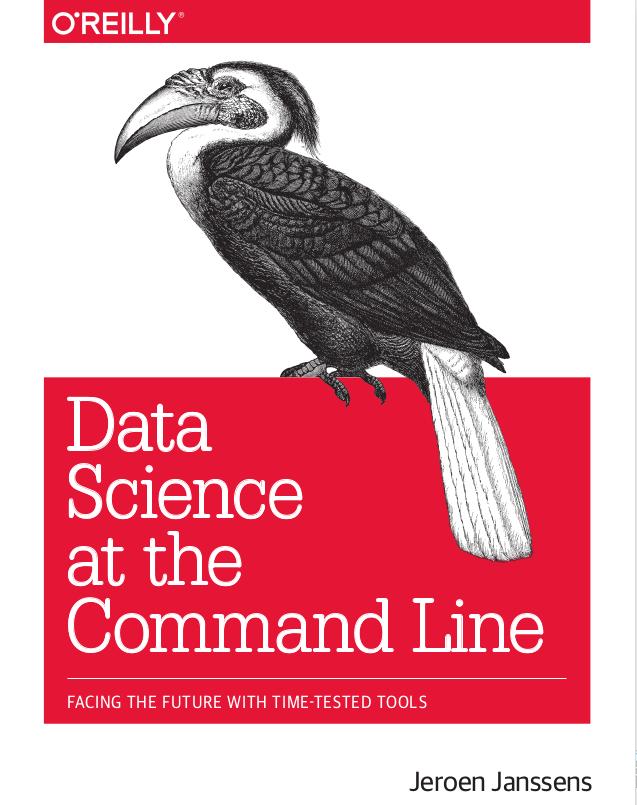 O'REILLY®
Data
Science
at the
Command Line
FACING THE FUTURE WITH TIME-TESTED TOOLS
Jeroen Janssens